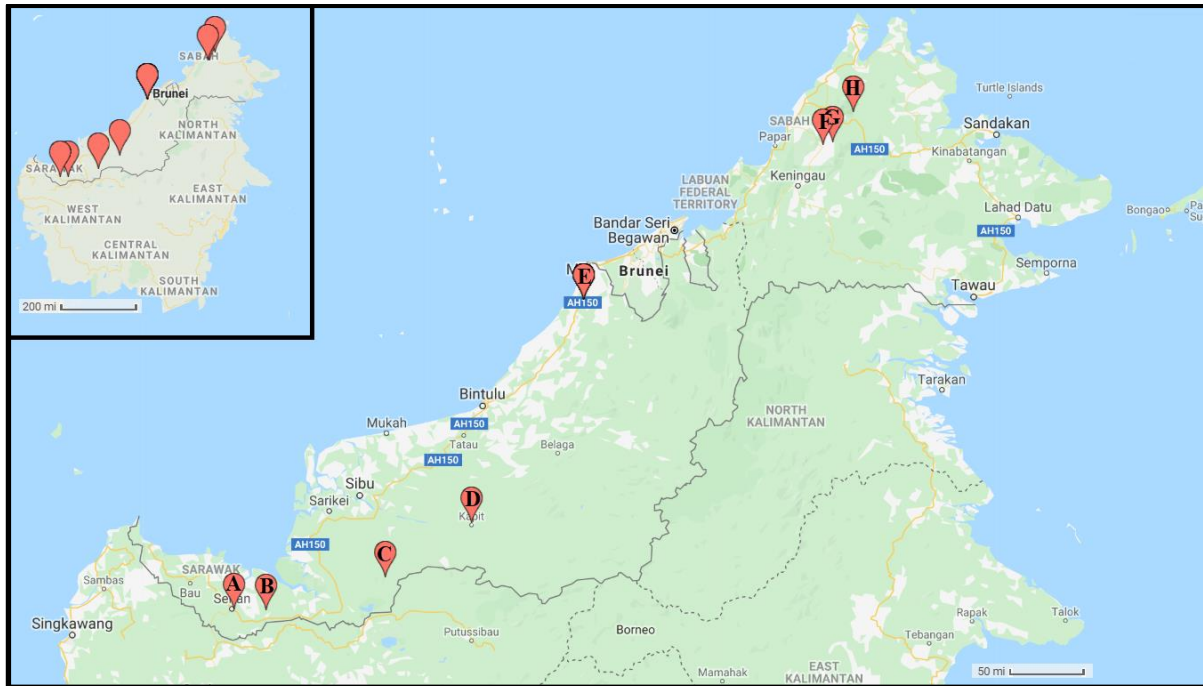 SABAH
Brunei
NORTH
KALIMANTAN
SARAWAK
EAST
KALIMANTAN
WEST
KALIMANTAN
CENTRAL
KALIMANTAN
SOUTH
KALIMANTAN
200 mi
H
Turtle Islands
SABAH
F
G
Sandakan
Papar
AH150
Kinabatangan
Keningau
LABUAN
FEDERAL
TERRITORY
Lahad Datu
Bongao
Bandar Seri
Begawan
AH150
Brunei
Semporna
E
Tawau
AH150
Tarakan
Bintulu
NORTH
KALIMANTAN
Mukah
AH150
Tatau
Belaga
AH150
Sibu
D
Sarikei
Kapit
AH150
C
SARAWAK
Sambas
Bau
A
B
Singkawang
Putussibau
Borneo
Rapak
Talok
Tebangan
EAST
KALIMANTAN
Mamahak
50 mi